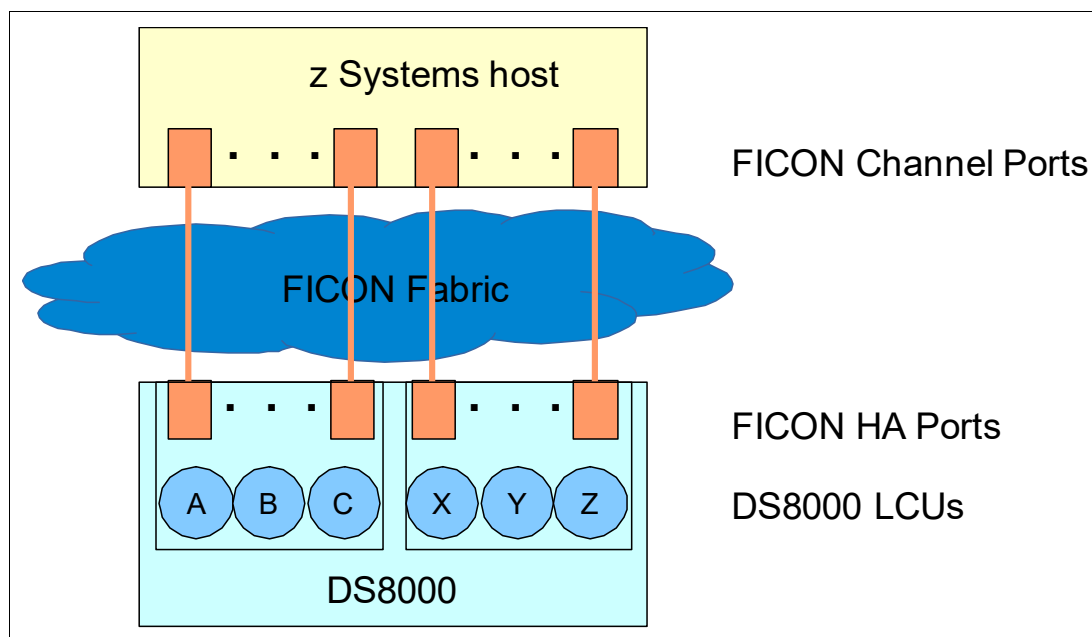 z Systems host
. . . . . .
FICON Channel Ports
FICON Fabric
. . . . . .
FICON HA Ports
A B C X Y Z
DS8000 LCUs
DS8000